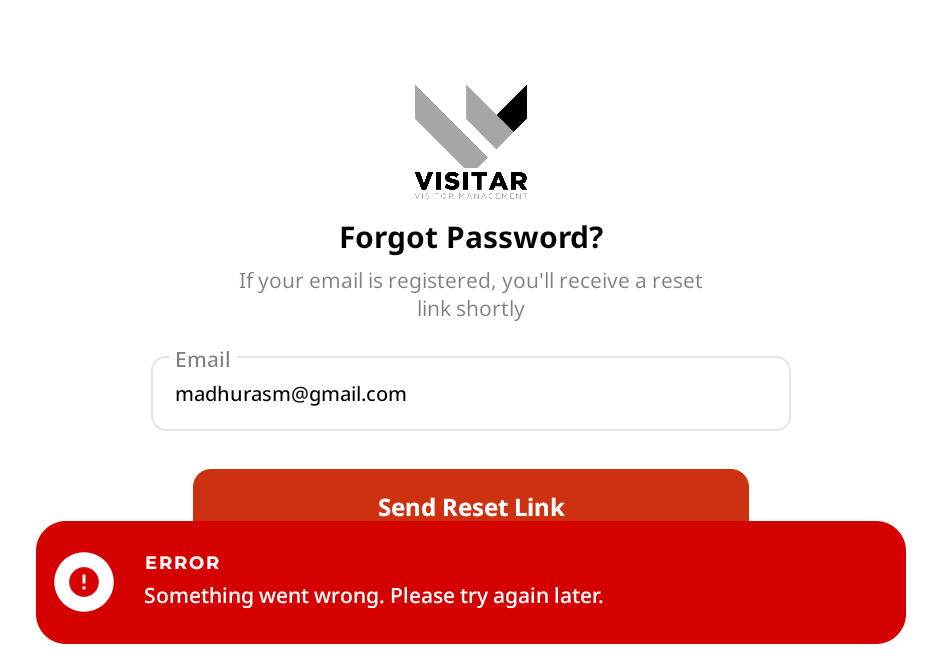 VISITAR
VISITOR MANAGEMENT
Forgot Password?
If your email is registered, you'll receive a reset
link shortly
Email
madhurasm@gmail.com
Send Reset Link
ERROR
Something went wrong. Please try again later.